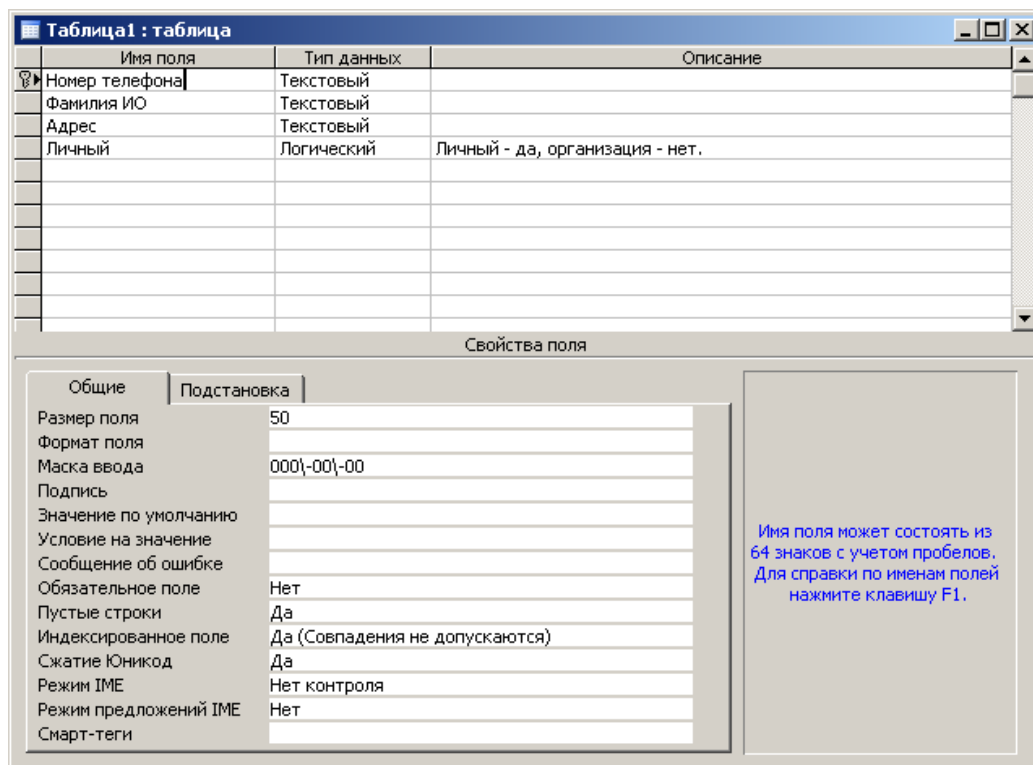 Таблица1 : таблица
Имя поля Тип данных Описание
Номер телефона Текстовый
Фамилия ИО Текстовый
Адрес Текстовый
Личный Логический Личный - да, организация - нет.
Свойства поля
Общие Подстановка
Размер поля 50
Формат поля
Маска ввода 000\-00\-00
Подпись
Значение по умолчанию
Условие на значение
Сообщение об ошибке
Обязательное поле Нет
Пустые строки Да
Индексированное поле Да (Совпадения не допускаются)
Сжатие Юникод Да
Режим IME Нет контроля
Режим предложений IME Нет
Смарт-теги
Имя поля может состоять из
64 знаков с учетом пробелов.
Для справки по именам полей
нажмите клавишу F1.